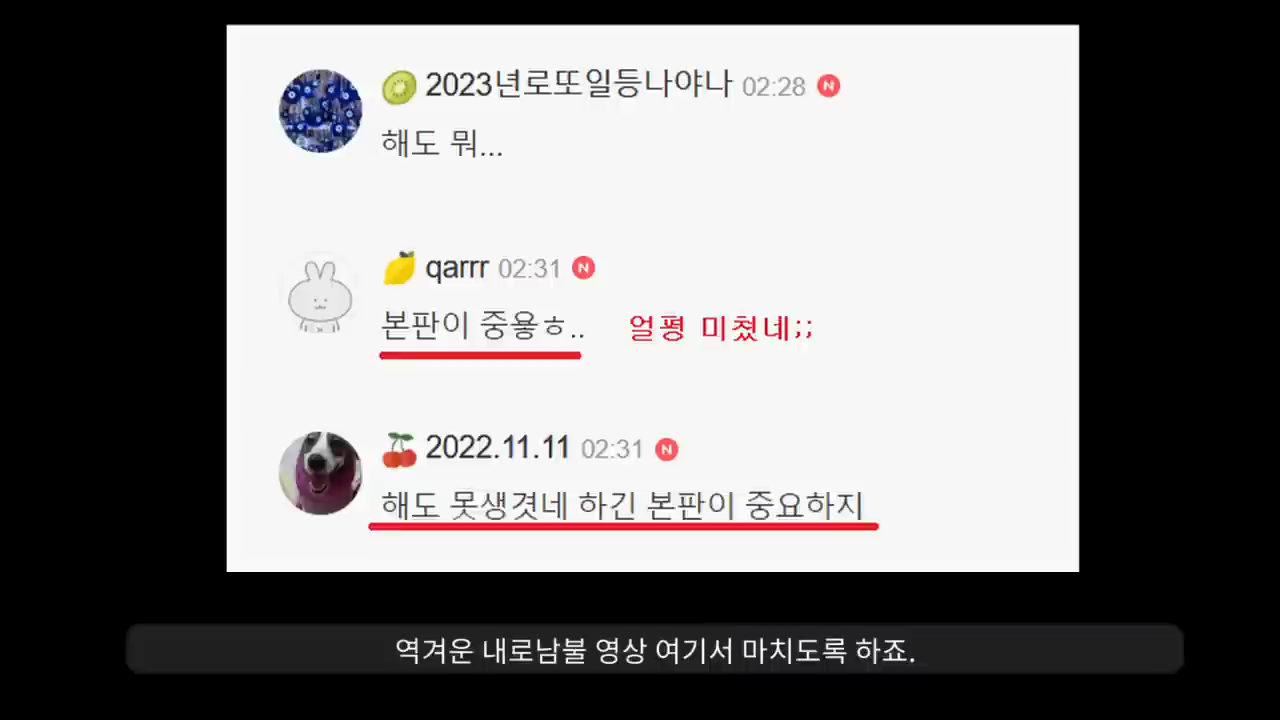 2023년로또일등나야나 02:28 N
해도 뭐...
qarrr 02:31 N
본판이 중욯ㅎ.. 얼평 미쳤네;;
2022.11.11 02:31 N
해도 못생겻네 하긴 본판이 중요하지
역겨운 내로남불 영상 여기서 마치도록 하죠.